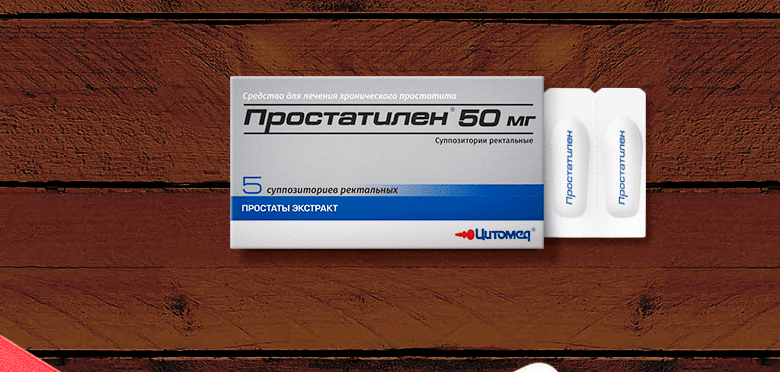 Средство для лечения хронического простатита
Простатилен® 50 мг
Суппозитории ректальные
5 суппозиториев ректальных
ПРОСТАТЫ ЭКСТРАКТ
Цитомед®
Простатилен
Простатилен